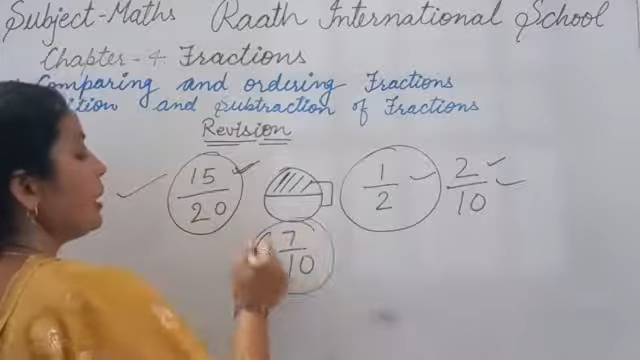 Subject-Maths Raath International School
Chapter-4 Fractions
Comparing and ordering Fractions
and Subtraction of Fractions
Revision
15/20 1/2 2/10
7/10